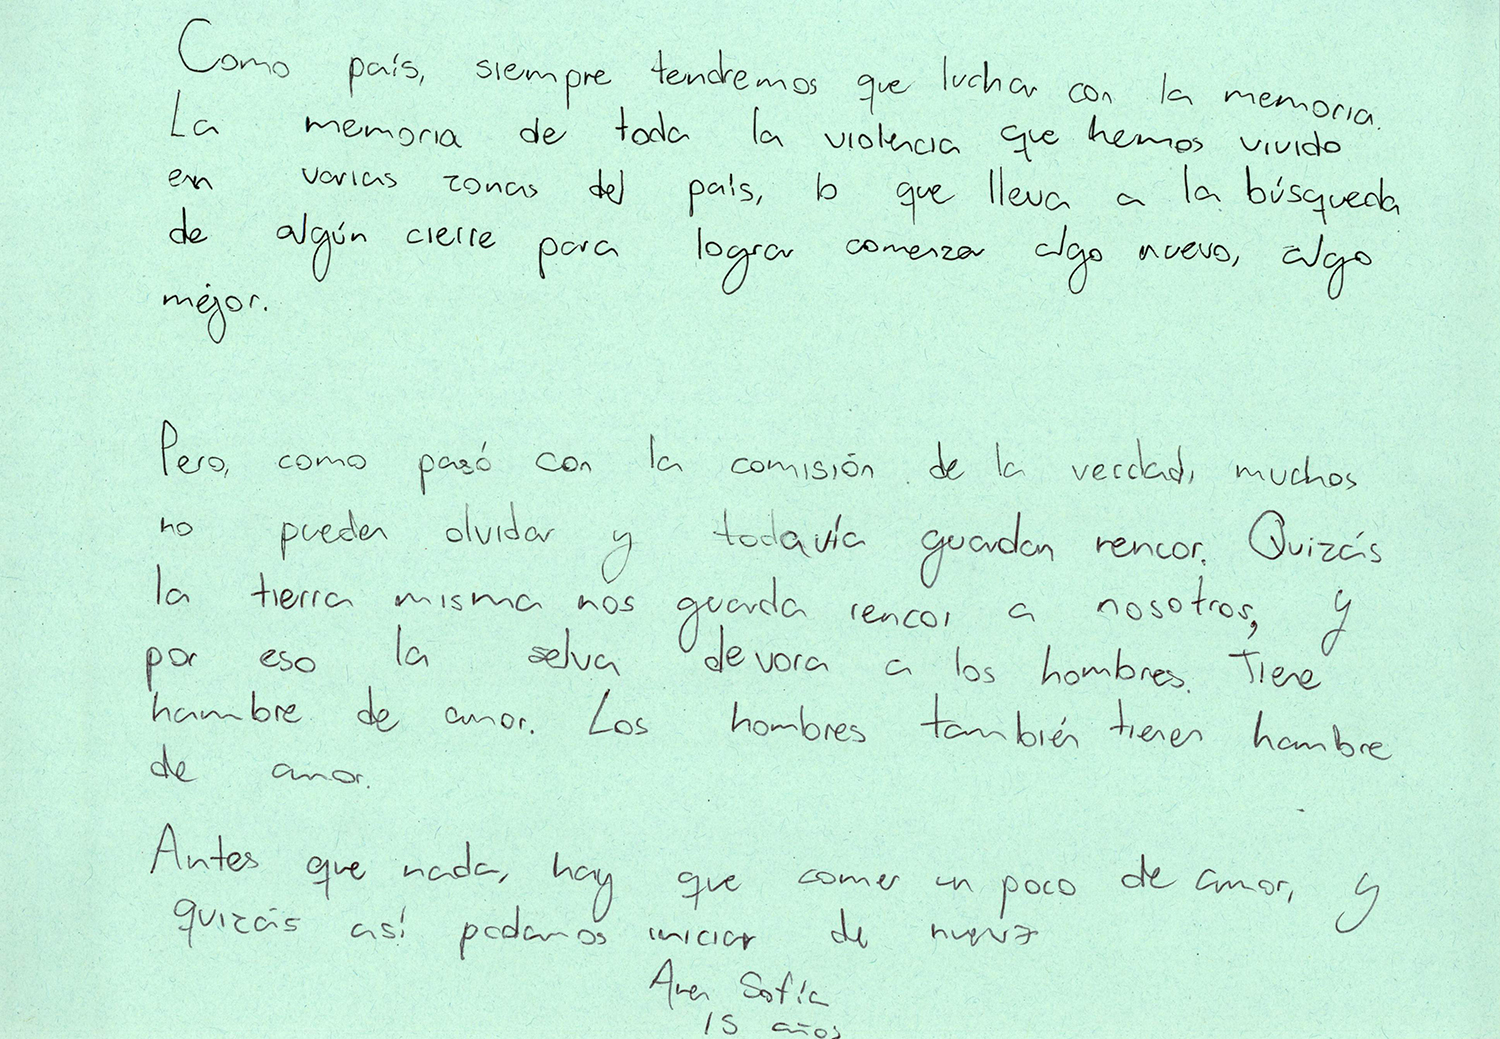 Como país, siempre tendremos que luchar con la memoria.
La memoria de toda la violencia que hemos vivido
en varias zonas del país, lo que lleva a la búsqueda
de algún cierre para lograr comenzar algo nuevo, algo
mejor.
Pero, como pasó con la comisión de la verdad, muchos
no pueden olvidar y todavía guardan rencor. Quizás
la tierra misma nos guarda rencor a nosotros, y
por eso la selva devora a los hombres. Tiene
hambre de amor. Los hombres también tienen hambre
de amor.
Antes que nada, hay que comer un poco de amor, y
quizás así podamos iniciar de nuevo
Ana Sofía
15 años